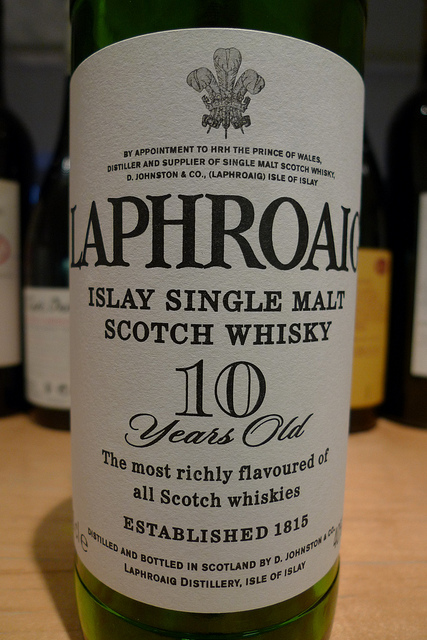 BY APPOINTMENT TO HRH THE PRINCE OF WALES,
DISTILLER AND SUPPLIER OF SINGLE MALT SCOTCH WHISKY,
D. JOHNSTON & CO., (LAPHROAIG) ISLE OF ISLAY
LAPHROAIG
ISLAY SINGLE MALT
SCOTCH WHISKY
10
Years Old
The most richly flavoured of
all Scotch whiskies
ESTABLISHED 1815
DISTILLED AND BOTTLED IN SCOTLAND BY D. JOHNSTON & CO.,
LAPHROAIG DISTILLERY, ISLE OF ISLAY